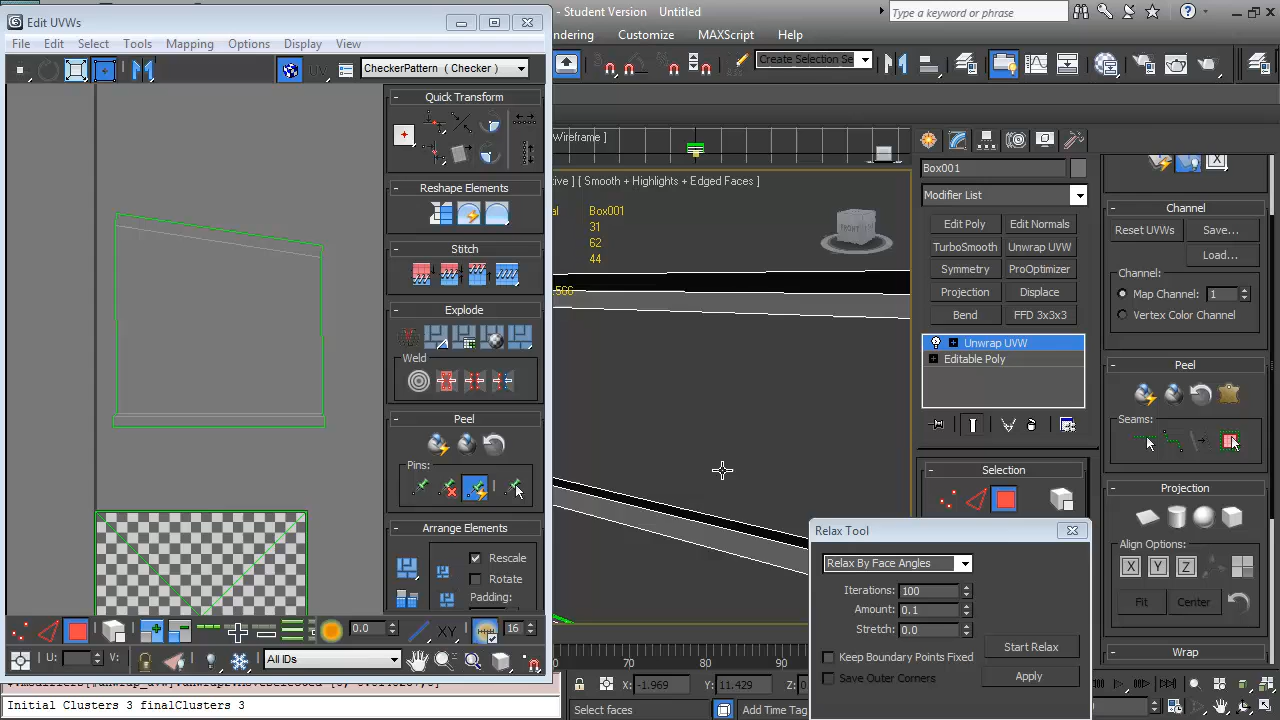 Edit UVWs
- Student Version Untitled
Type a keyword or phrase
File Edit Select Tools Mapping Options Display View
ndering Customize MAXScript Help
CheckerPattern ( Checker )
Create Selection Se
Quick Transform
Wireframe ]
Box001
tive ] [ Smooth + Highlights + Edged Faces ]
Modifier List
al Box001
31
62
44
Reshape Elements
Channel
Edit Poly Edit Normals
Reset UVWs Save...
TurboSmooth Unwrap UVW
Load...
Stitch
Symmetry ProOptimizer
Channel:
Projection Displace
Map Channel: 1
Bend FFD 3x3x3
Vertex Color Channel
Explode
Unwrap UVW
Editable Poly
Weld
Peel
Peel
Seams:
Pins:
Selection
Projection
Arrange Elements
Relax Tool
Align Options:
Rescale
Relax By Face Angles
X Y Z
Rotate
Iterations: 100
Padding:
Amount: 0.1
Fit Center
Stretch: 0.0
0.0 XY 16
Start Relax
Wrap
Keep Boundary Points Fixed
Save Outer Corners
Apply
U: V: All IDs
70 80 90
X: -1.969 Y: 11.429 Z: 0
Initial Clusters 3 finalClusters 3
Select faces Add Time Tag